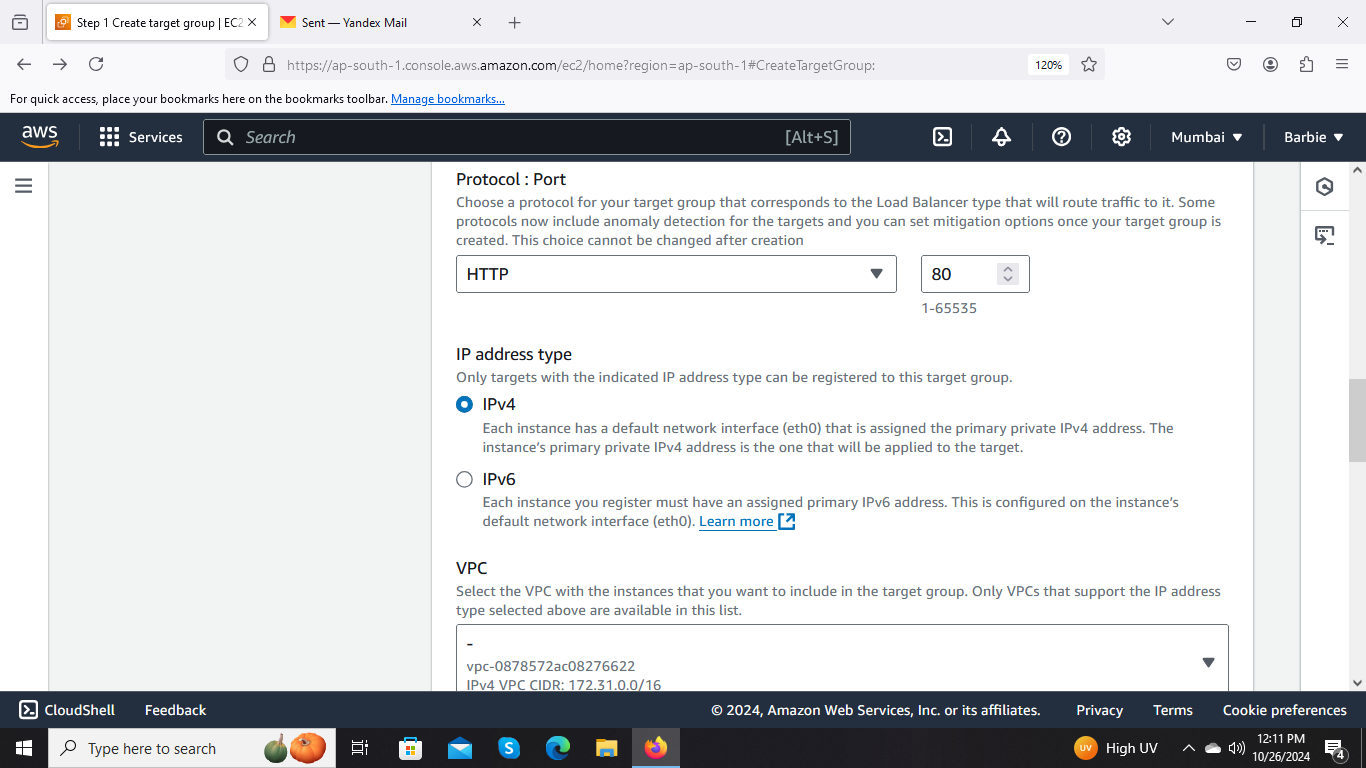 Step 1 Create target group | EC2
Sent — Yandex Mail
https://ap-south-1.console.aws.amazon.com/ec2/home?region=ap-south-1#CreateTargetGroup:
120%
For quick access, place your bookmarks here on the bookmarks toolbar. Manage bookmarks...
aws
Services
Search
[Alt+S]
Mumbai
Barbie
Protocol : Port
Choose a protocol for your target group that corresponds to the Load Balancer type that will route traffic to it. Some
protocols now include anomaly detection for the targets and you can set mitigation options once your target group is
created. This choice cannot be changed after creation
HTTP
80
1-65535
IP address type
Only targets with the indicated IP address type can be registered to this target group.
IPv4
Each instance has a default network interface (eth0) that is assigned the primary private IPv4 address. The
instance's primary private IPv4 address is the one that will be applied to the target.
IPv6
Each instance you register must have an assigned primary IPv6 address. This is configured on the instance's
default network interface (eth0). Learn more
VPC
Select the VPC with the instances that you want to include in the target group. Only VPCs that support the IP address
type selected above are available in this list.
-
vpc-0878572ac08276622
IPv4 VPC CIDR: 172.31.0.0/16
CloudShell
Feedback
© 2024, Amazon Web Services, Inc. or its affiliates.
Privacy
Terms
Cookie preferences
Type here to search
UV
High UV
12:11 PM
10/26/2024
4